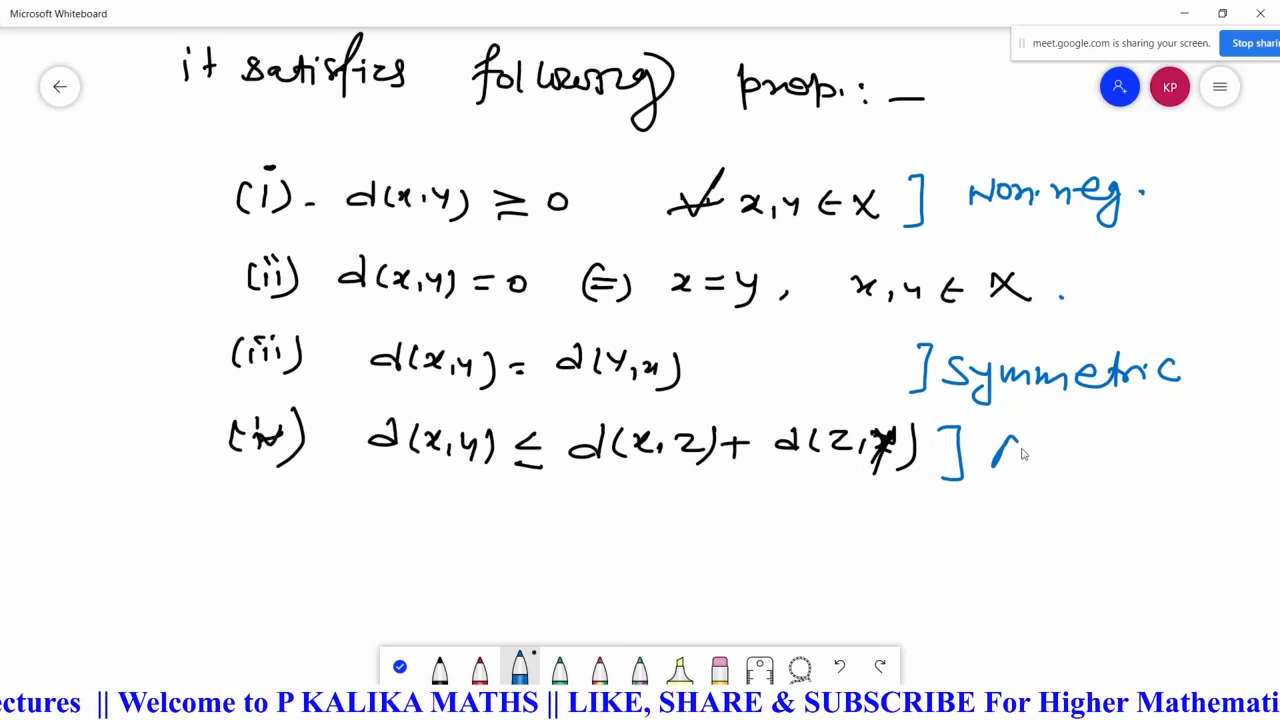 Microsoft Whiteboard
meet.google.com is sharing your screen. Stop shari
it satisfies following prop. : —
KP
(i) - d(x,y) ≥ 0 ∀ x,y ∈ X ] Non-neg.
(ii) d(x,y) = 0 (=) x = y , x,y ∈ X .
(iii) d(x,y) = d(y,x) ] Symmetric
(iv) d(x,y) ≤ d(x,z) + d(z,y) ]
ectures || Welcome to P KALIKA MATHS || LIKE, SHARE & SUBSCRIBE For Higher Mathemati